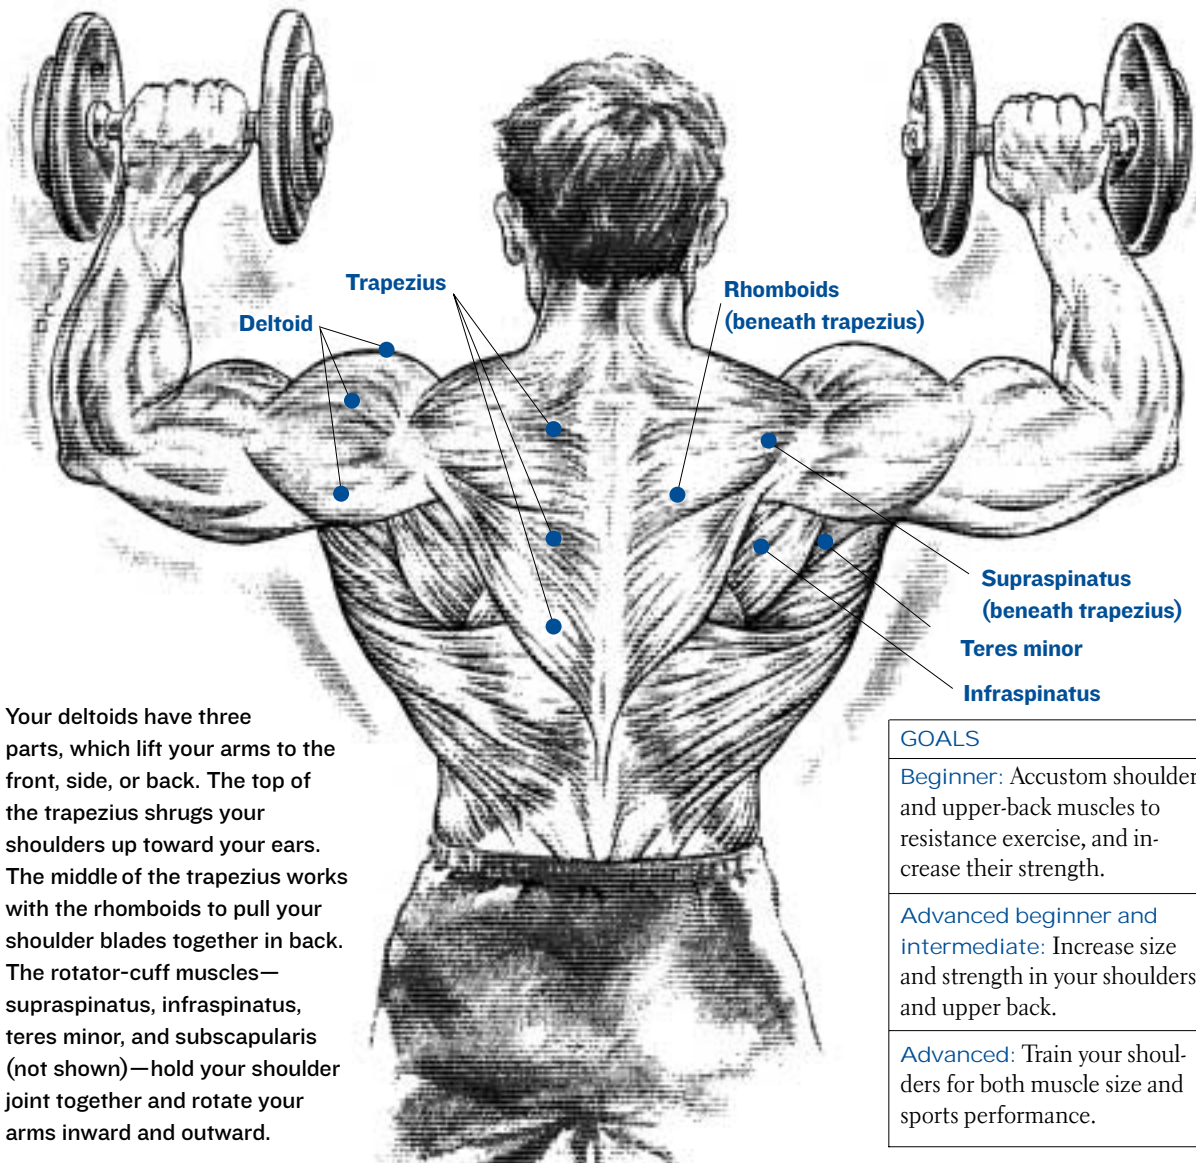 Trapezius
Deltoid
Rhomboids
(beneath trapezius)
Supraspinatus
(beneath trapezius)
Teres minor
Infraspinatus
Your deltoids have three
parts, which lift your arms to the
front, side, or back. The top of
the trapezius shrugs your
shoulders up toward your ears.
The middle of the trapezius works
with the rhomboids to pull your
shoulder blades together in back.
The rotator-cuff muscles—
supraspinatus, infraspinatus,
teres minor, and subscapularis
(not shown)—hold your shoulder
joint together and rotate your
arms inward and outward.
GOALS
Beginner: Accustom shoulder
and upper-back muscles to
resistance exercise, and in-
crease their strength.
Advanced beginner and
intermediate: Increase size
and strength in your shoulders
and upper back.
Advanced: Train your shoul-
ders for both muscle size and
sports performance.